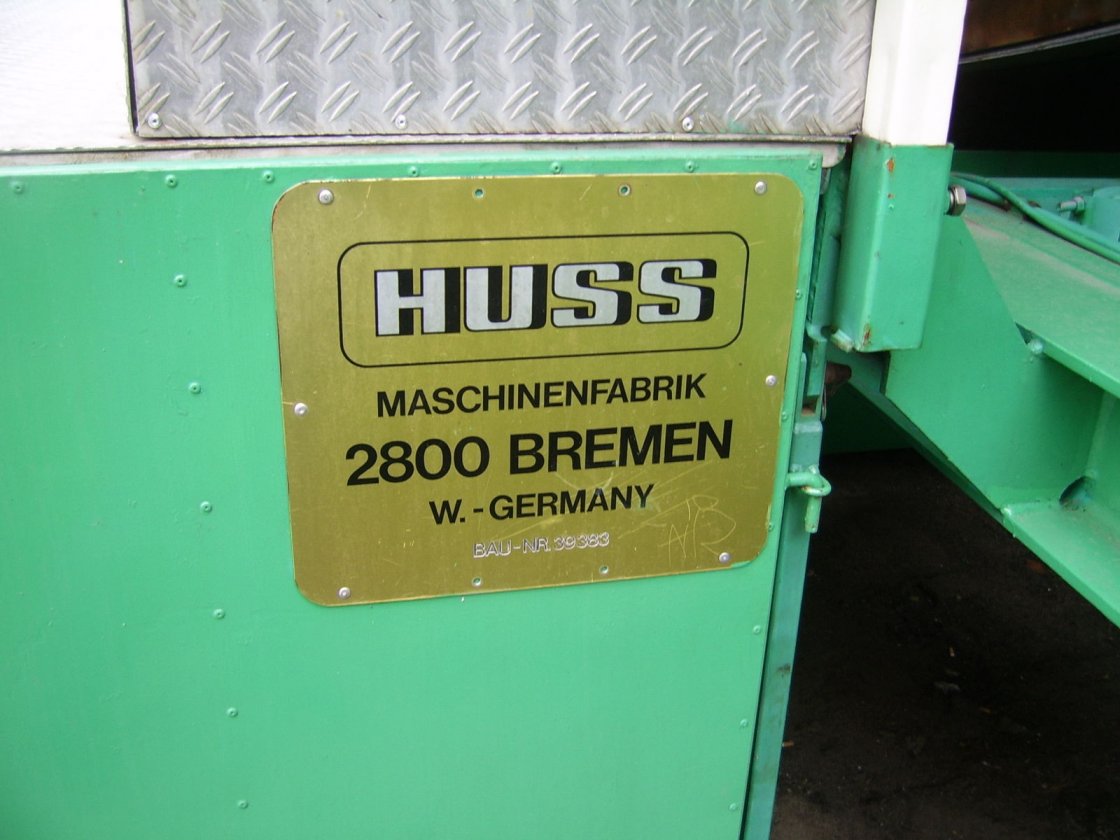 HUSS
MASCHINENFABRIK
2800 BREMEN
W.-GERMANY
BAU-NR. 39383